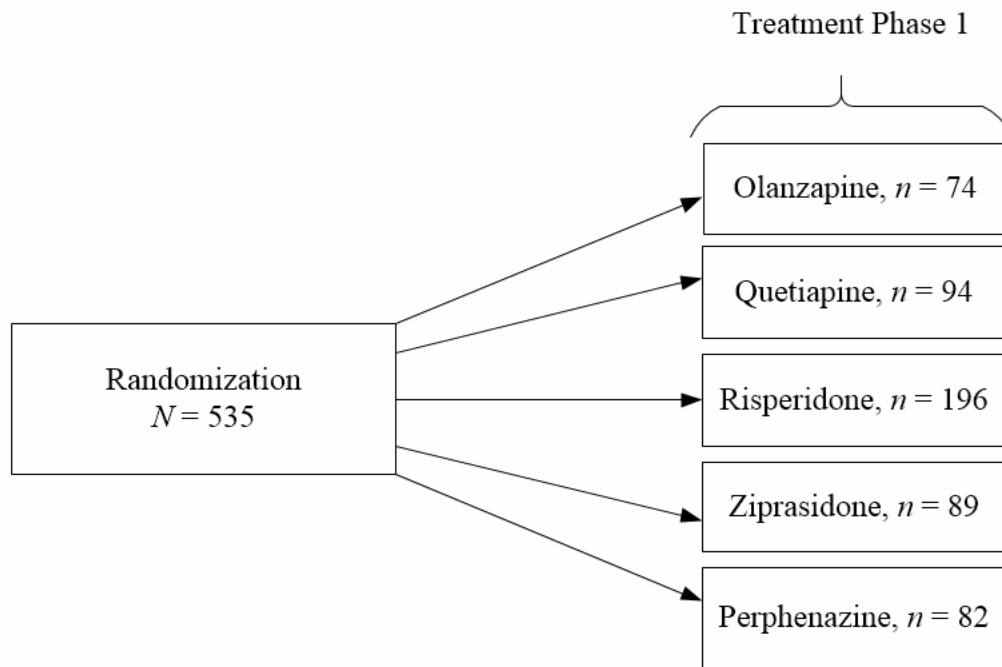 Treatment Phase 1
Olanzapine, n = 74
Quetiapine, n = 94
Randomization
N = 535
Risperidone, n = 196
Ziprasidone, n = 89
Perphenazine, n = 82